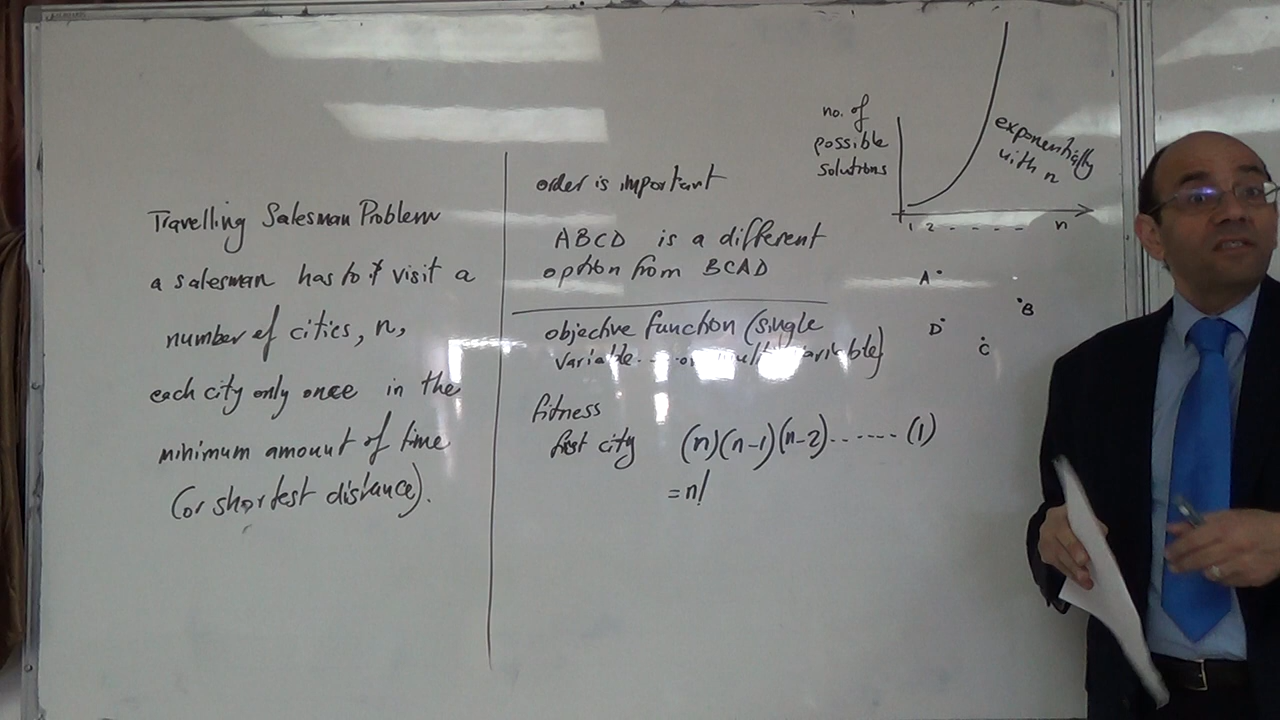 Travelling Salesman Problem
a salesman has to visit a
number of cities, n,
each city only once in the
minimum amount of time
(or shortest distance).
order is important
ABCD is a different
option from BCAD
objective function (single
variable.... or multi variable)
fitness
first city (n)(n-1)(n-2)......(1)
=n!
no. of
possible
solutions
exponentially
with n
1 2 - - - - - n
A
B
D
C